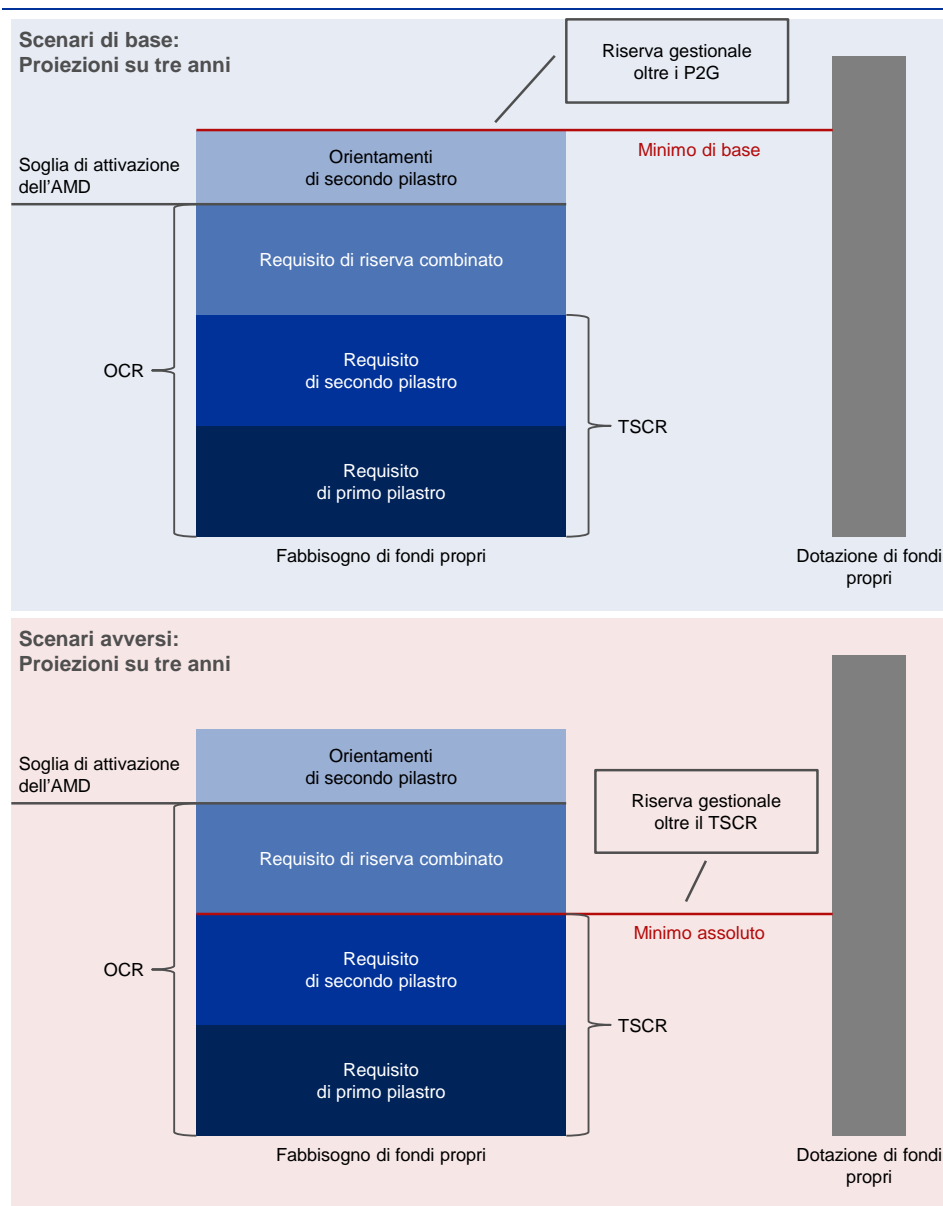 Scenari di base:
Proiezioni su tre anni
Riserva gestionale
oltre i P2G
Minimo di base
Soglia di attivazione
dell'AMD
Orientamenti
di secondo pilastro
Requisito di riserva combinato
OCR
Requisito
di secondo pilastro
TSCR
Requisito
di primo pilastro
Fabbisogno di fondi propri
Dotazione di fondi
propri
Scenari avversi:
Proiezioni su tre anni
Soglia di attivazione
dell'AMD
Orientamenti
di secondo pilastro
Riserva gestionale
oltre il TSCR
Requisito di riserva combinato
Minimo assoluto
OCR
Requisito
di secondo pilastro
TSCR
Requisito
di primo pilastro
Fabbisogno di fondi propri
Dotazione di fondi
propri